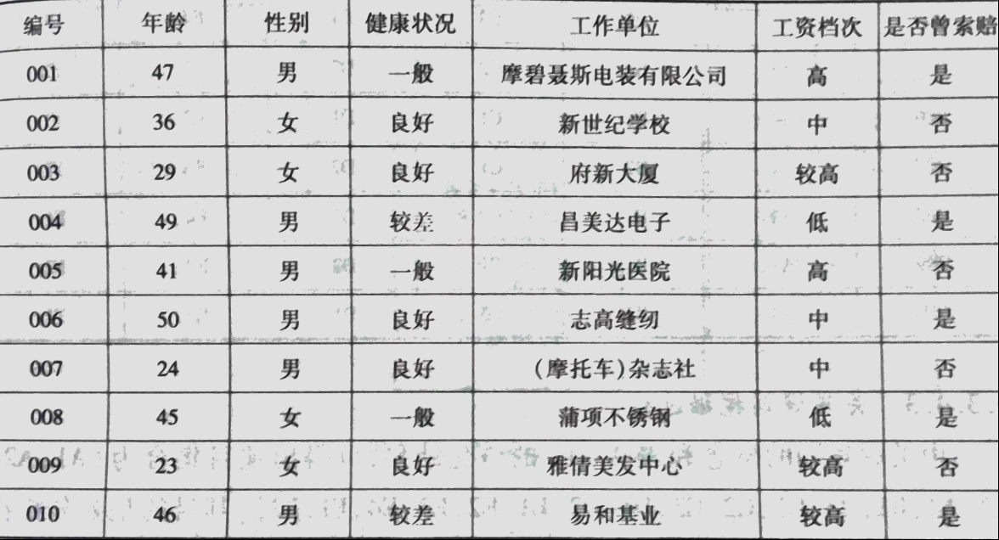 编号 年龄 性别 健康状况 工作单位 工资档次 是否曾索赔
001 47 男 一般 摩碧聂斯电装有限公司 高 是
002 36 女 良好 新世纪学校 中 否
003 29 女 良好 府新大厦 较高 否
004 49 男 较差 昌美达电子 低 是
005 41 男 一般 新阳光医院 高 否
006 50 男 良好 志高缝纫 中 是
007 24 男 良好 (摩托车)杂志社 中 否
008 45 女 一般 蒲项不锈钢 低 是
009 23 女 良好 雅倩美发中心 较高 否
010 46 男 较差 易和基业 较高 是